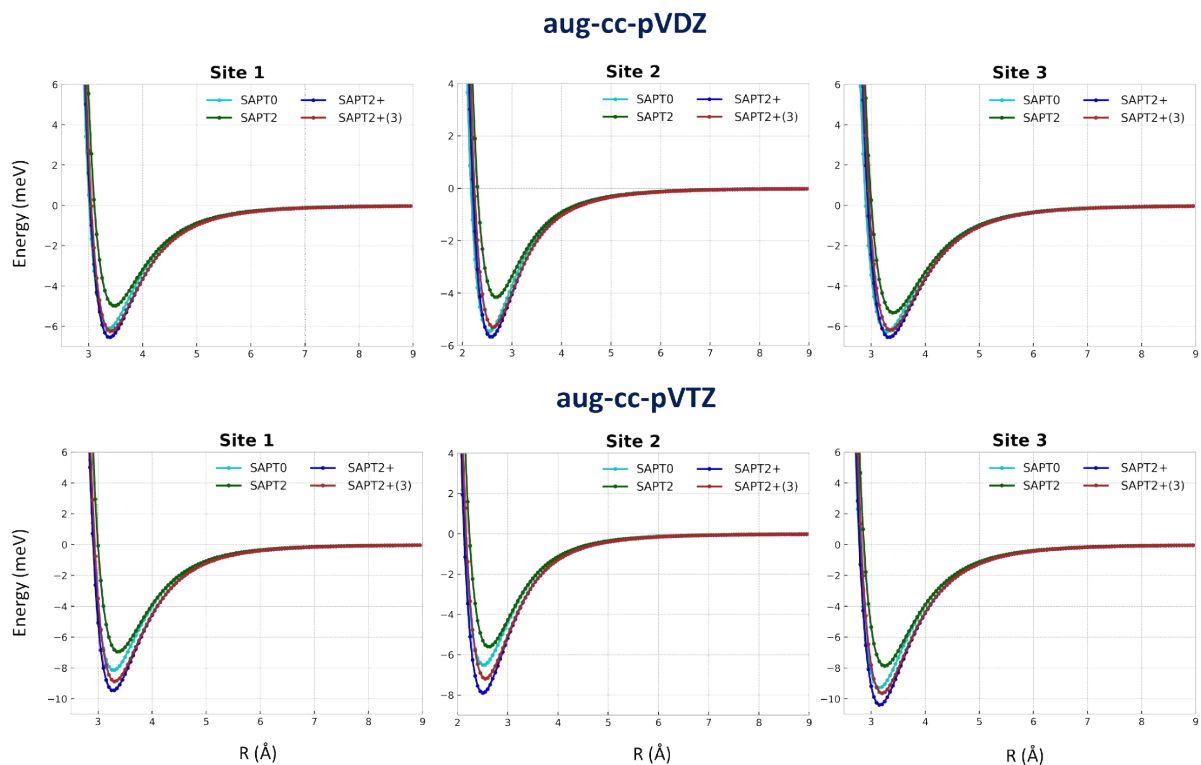 aug-cc-pVDZ
Site 1
Site 2
Site 3
SAPT0 SAPT2+
SAPT2 SAPT2+(3)
SAPT0 SAPT2+
SAPT2 SAPT2+(3)
SAPT0 SAPT2+
SAPT2 SAPT2+(3)
Energy (meV)
6
4
2
0
−2
−4
−6
3 4 5 6 7 8 9
4
2
0
−2
−4
−6
2 3 4 5 6 7 8 9
6
4
2
0
−2
−4
−6
3 4 5 6 7 8 9
aug-cc-pVTZ
Site 1
Site 2
Site 3
SAPT0 SAPT2+
SAPT2 SAPT2+(3)
SAPT0 SAPT2+
SAPT2 SAPT2+(3)
SAPT0 SAPT2+
SAPT2 SAPT2+(3)
Energy (meV)
6
4
2
0
−2
−4
−6
−8
−10
3 4 5 6 7 8 9
4
2
0
−2
−4
−6
−8
2 3 4 5 6 7 8 9
6
4
2
0
−2
−4
−6
−8
−10
3 4 5 6 7 8 9
R (Å)
R (Å)
R (Å)